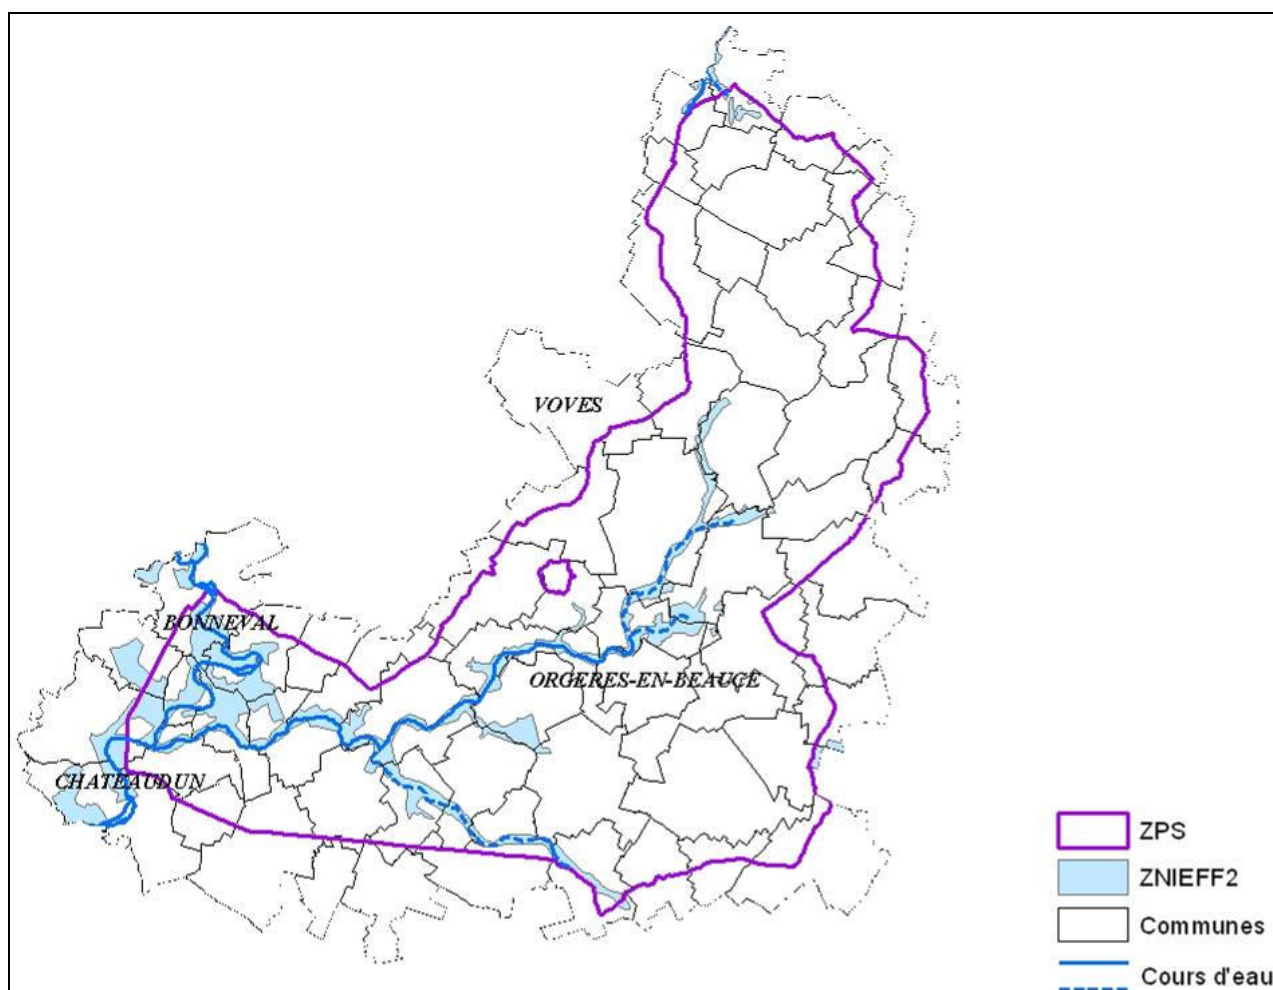 VOVES
BONNEVAL
ORGERES-EN-BEAUCE
CHATEAUDUN
ZPS
ZNIEFF2
Communes
Cours d'eau